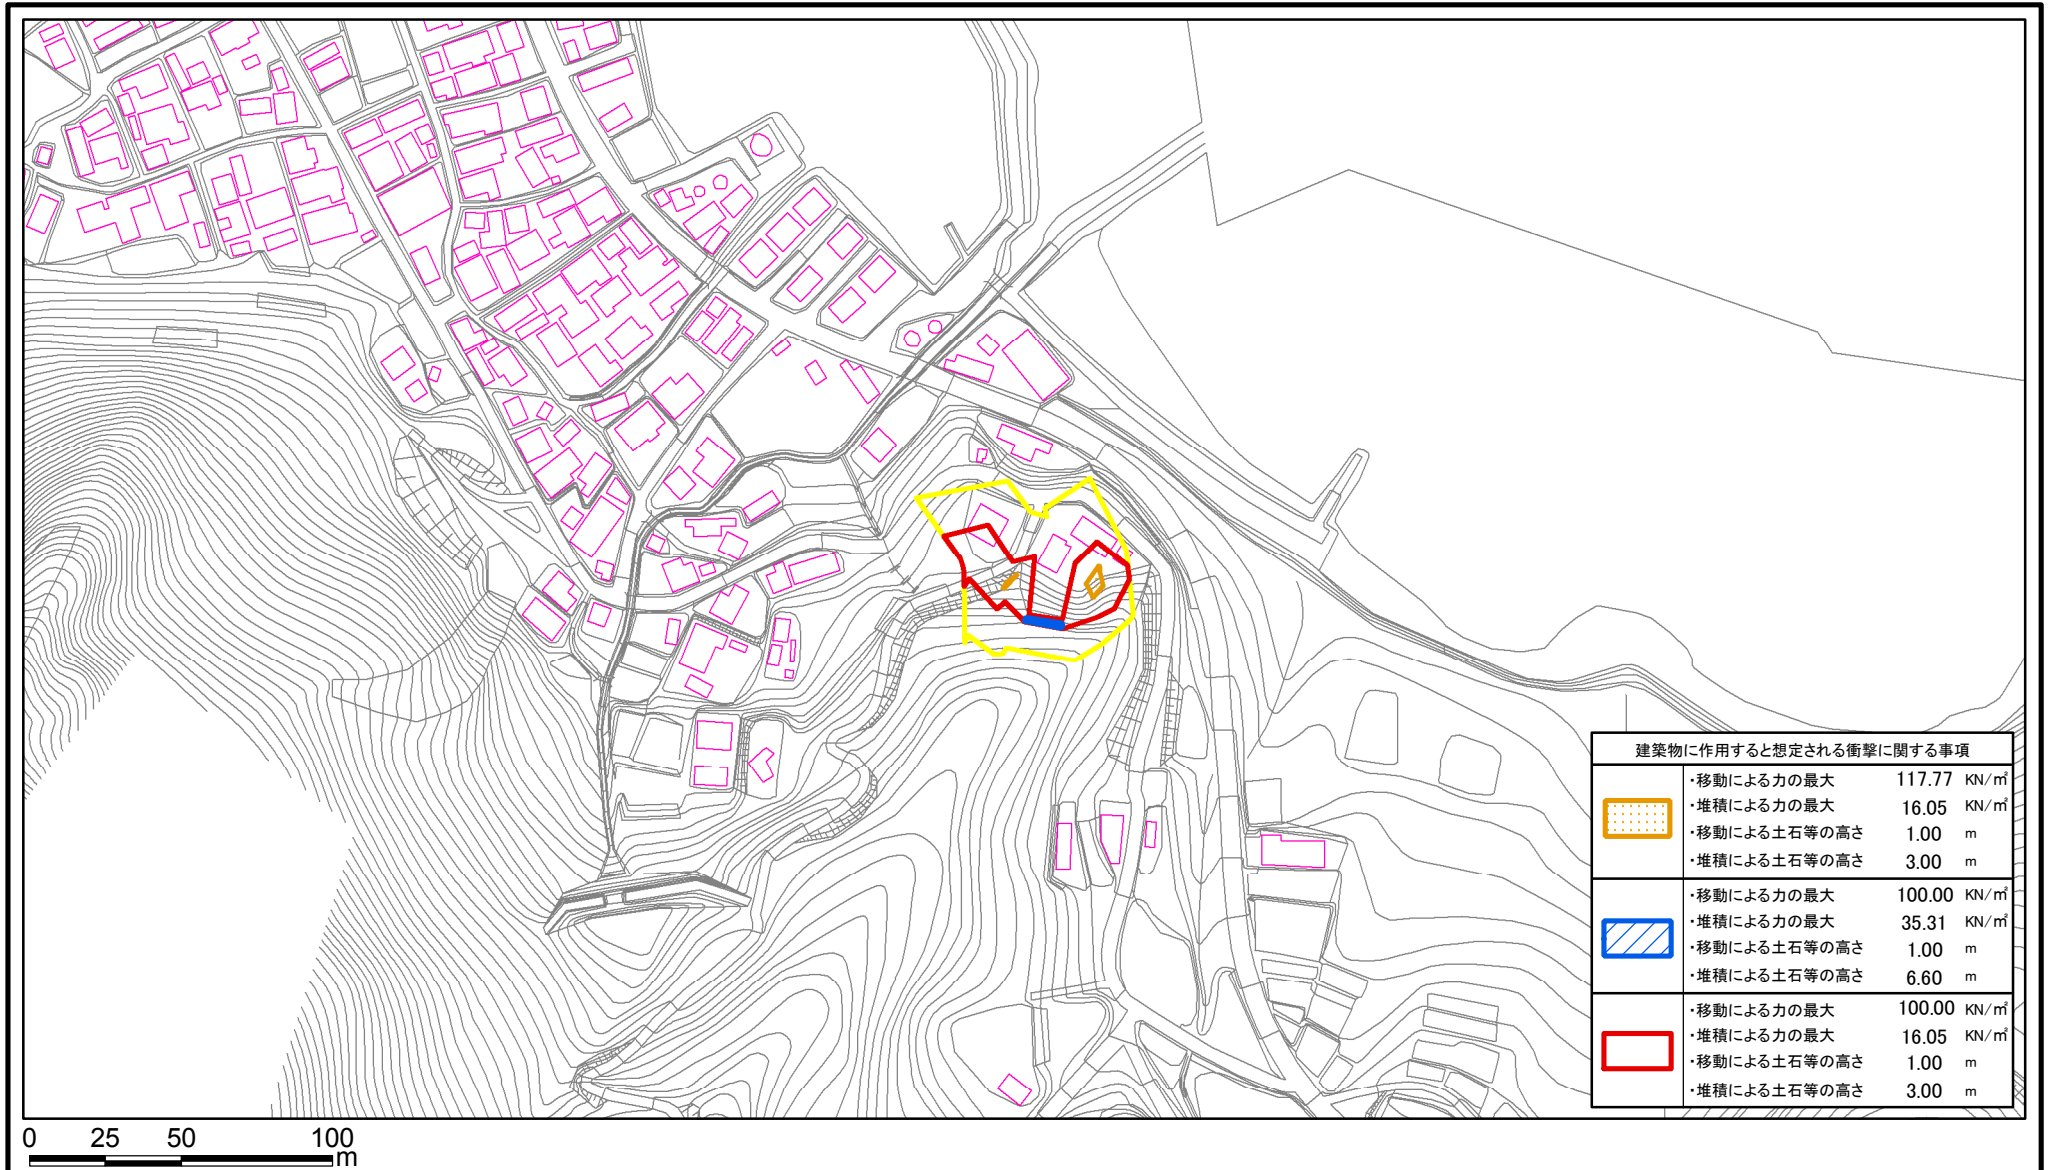 建築物に作用すると想定される衝撃に関する事項
・移動による力の最大 117.77 KN/㎡
・堆積による力の最大 16.05 KN/㎡
・移動による土石等の高さ 1.00 m
・堆積による土石等の高さ 3.00 m
・移動による力の最大 100.00 KN/㎡
・堆積による力の最大 35.31 KN/㎡
・移動による土石等の高さ 1.00 m
・堆積による土石等の高さ 6.60 m
・移動による力の最大 100.00 KN/㎡
・堆積による力の最大 16.05 KN/㎡
・移動による土石等の高さ 1.00 m
・堆積による土石等の高さ 3.00 m
0 25 50 100
m